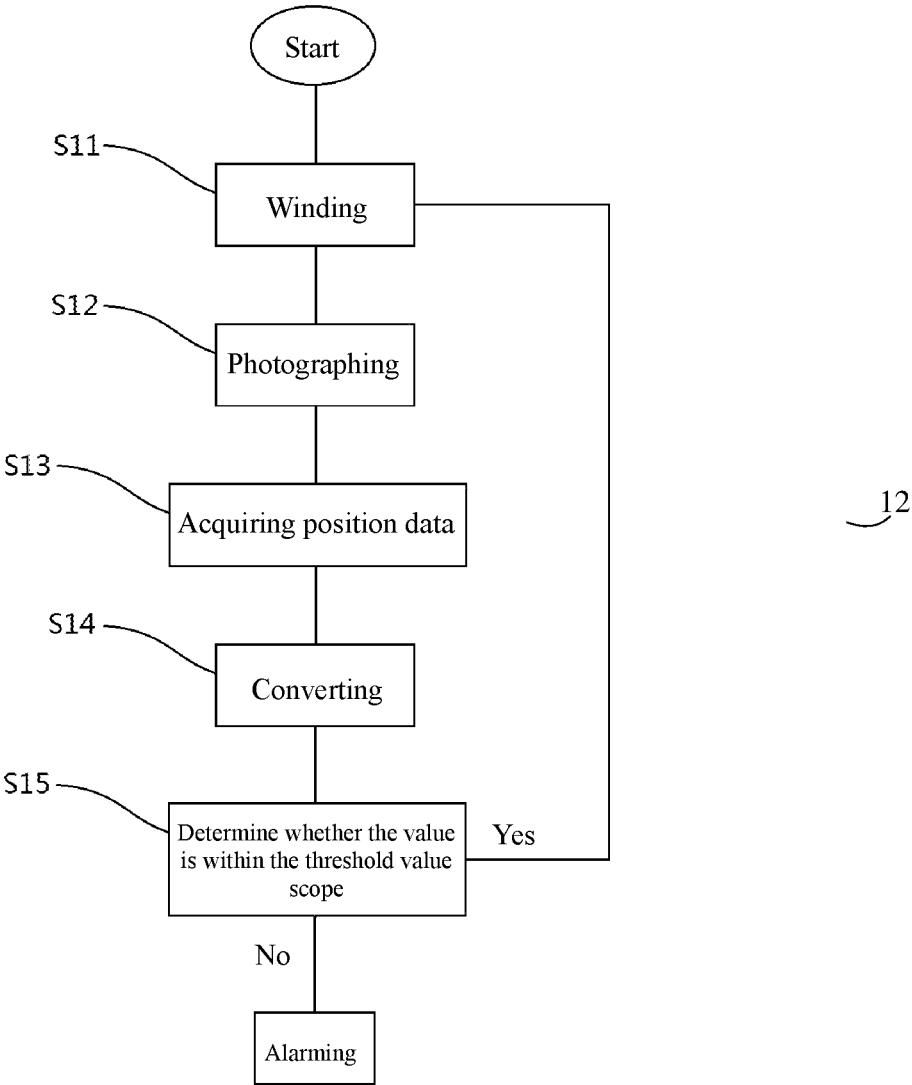 Start
S11
Winding
S12
Photographing
S13
Acquiring position data
12
S14
Converting
S15
Determine whether the value
is within the threshold value
scope
Yes
No
Alarming